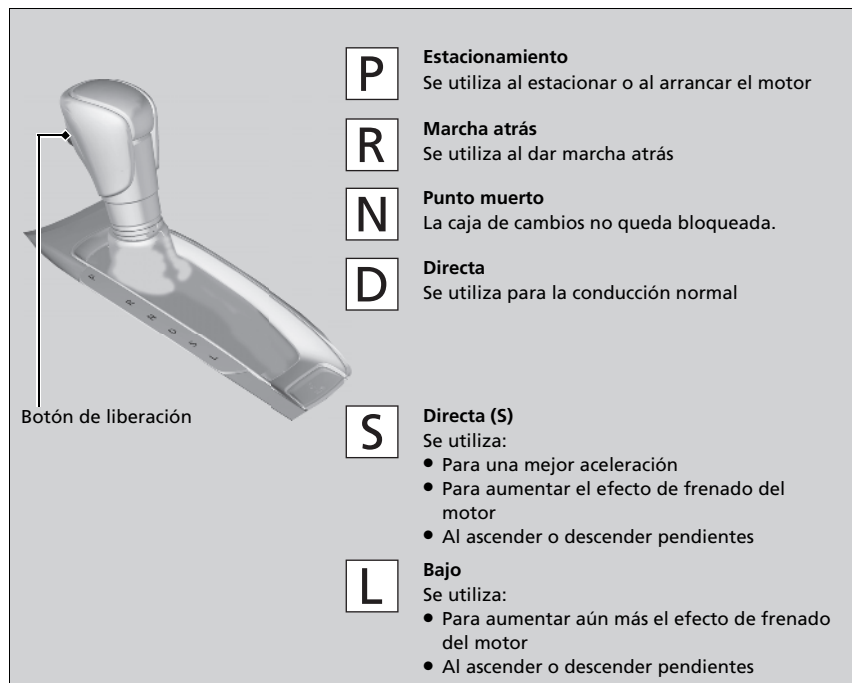 P
Estacionamiento
Se utiliza al estacionar o al arrancar el motor
R
Marcha atrás
Se utiliza al dar marcha atrás
N
Punto muerto
La caja de cambios no queda bloqueada.
D
Directa
Se utiliza para la conducción normal
Botón de liberación
S
Directa (S)
Se utiliza:
● Para una mejor aceleración
● Para aumentar el efecto de frenado del
motor
● Al ascender o descender pendientes
L
Bajo
Se utiliza:
● Para aumentar aún más el efecto de frenado
del motor
● Al ascender o descender pendientes